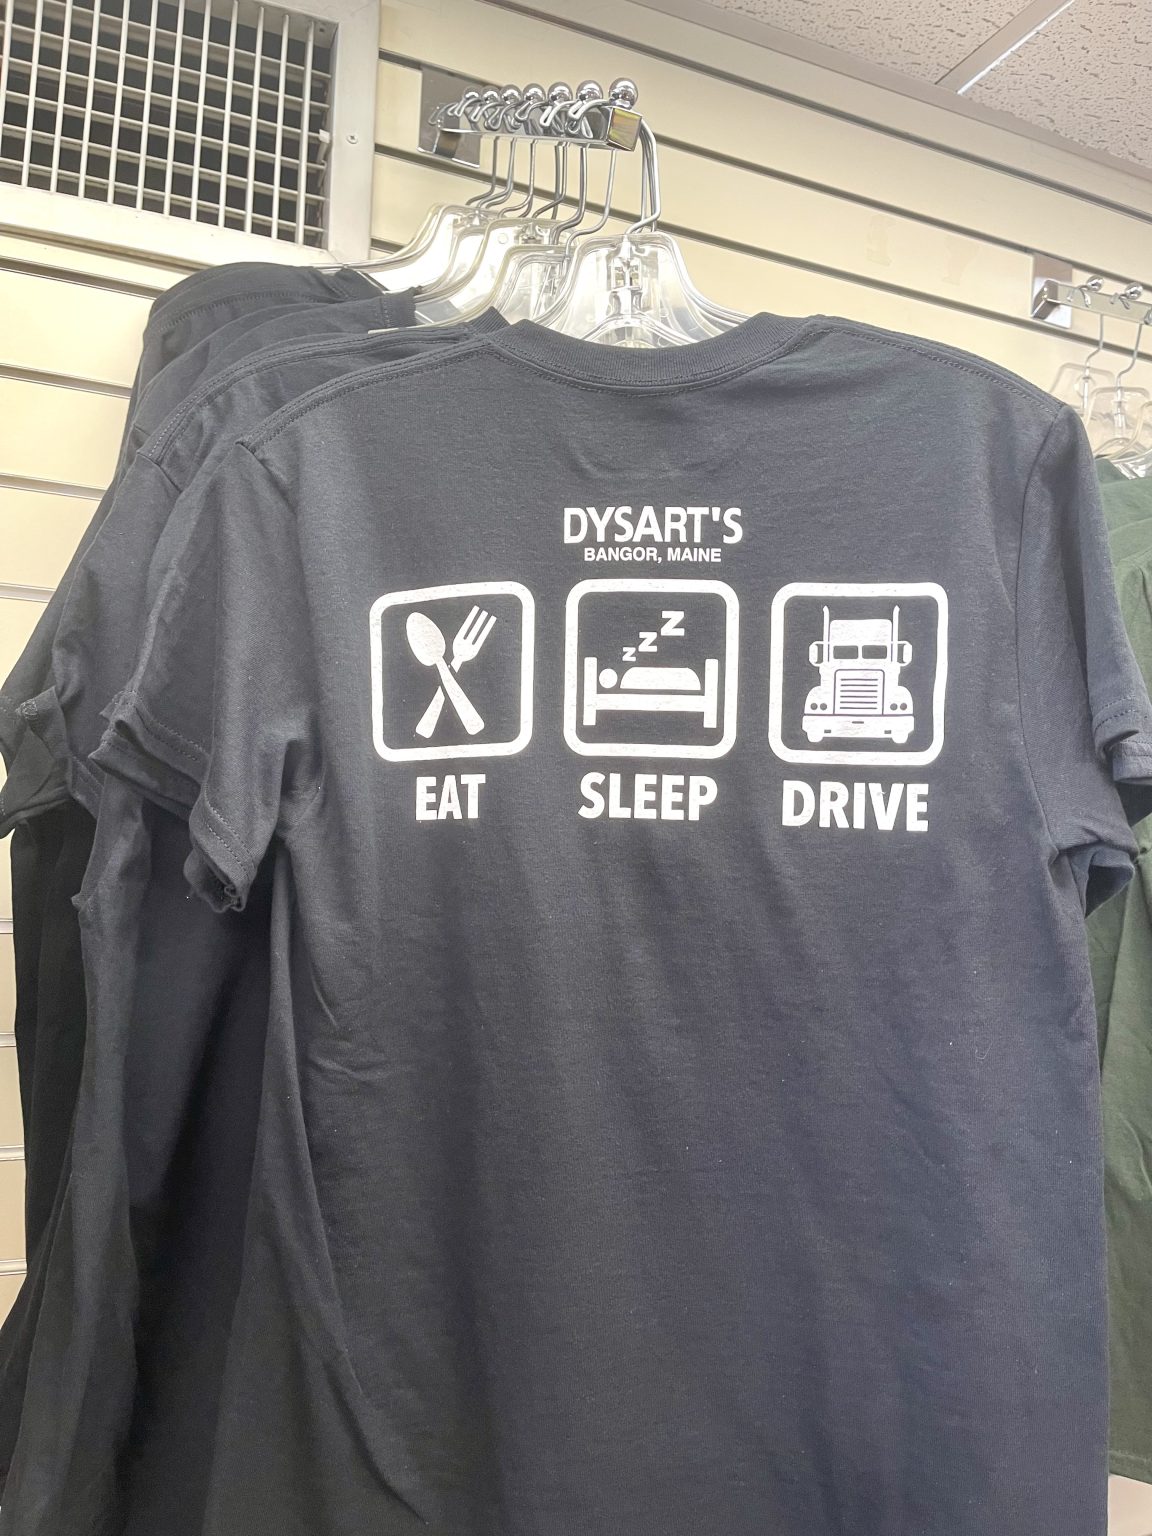 DYSART'S
BANGOR, MAINE
z z Z
EAT SLEEP DRIVE